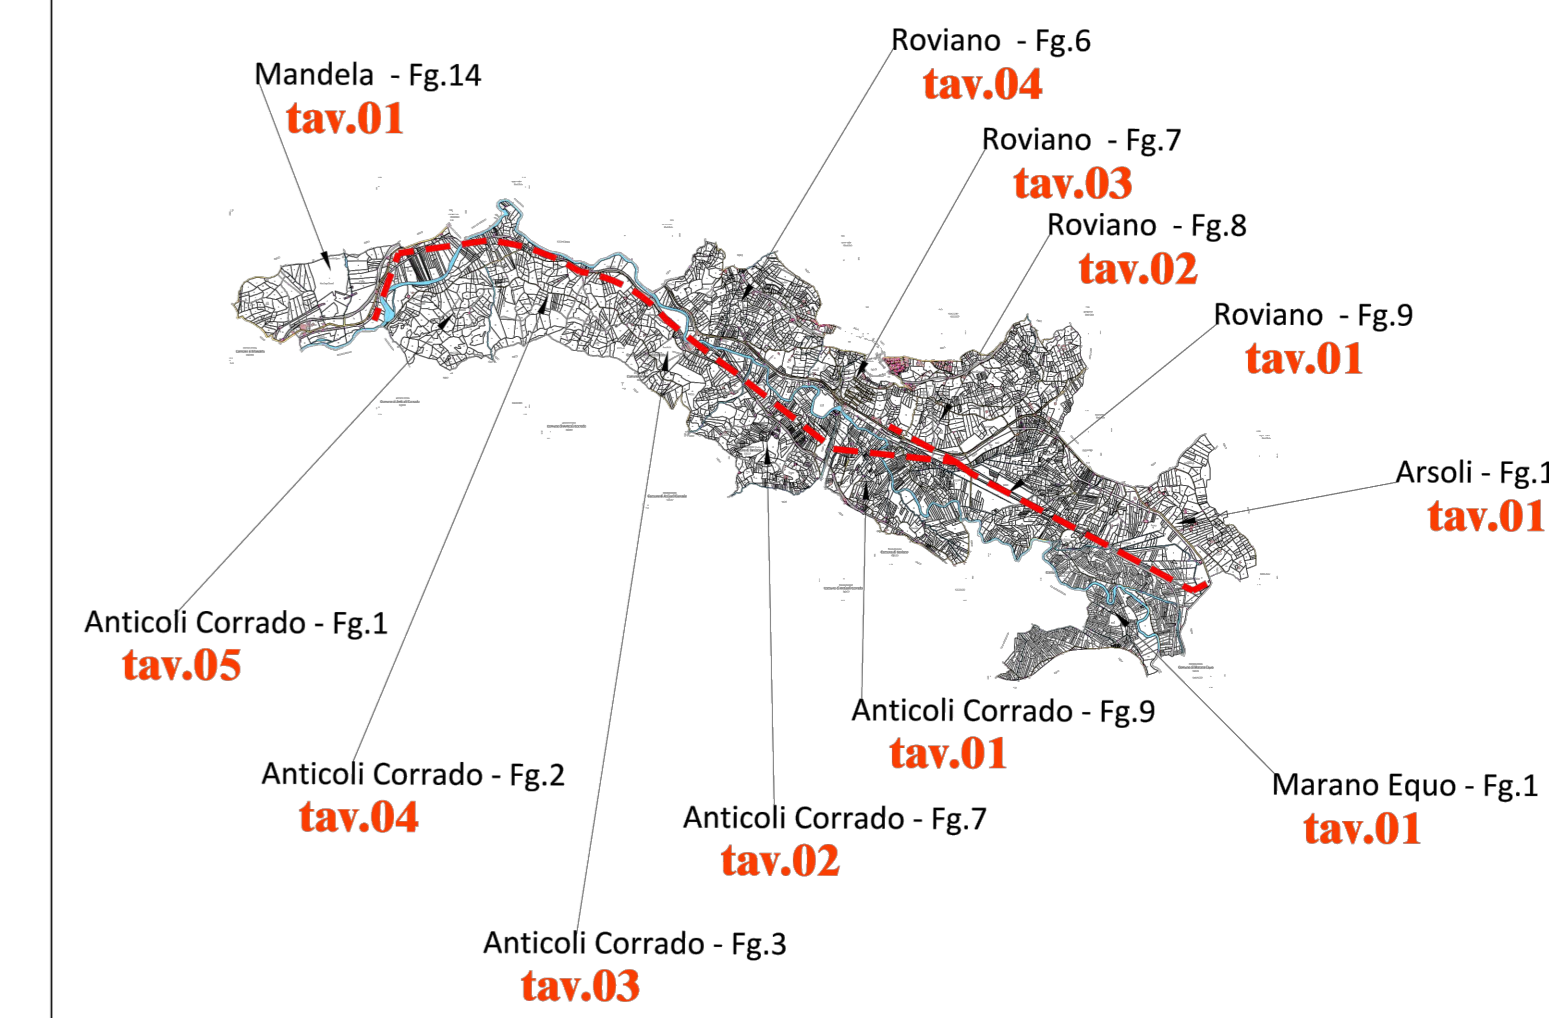 Roviano - Fg.6
tav.04
Mandela - Fg.14
tav.01
Roviano - Fg.7
tav.03
Roviano - Fg.8
tav.02
Roviano - Fg.9
tav.01
Arsoli - Fg.1
tav.01
Anticoli Corrado - Fg.1
tav.05
Anticoli Corrado - Fg.9
tav.01
Anticoli Corrado - Fg.2
tav.04
Marano Equo - Fg.1
tav.01
Anticoli Corrado - Fg.7
tav.02
Anticoli Corrado - Fg.3
tav.03